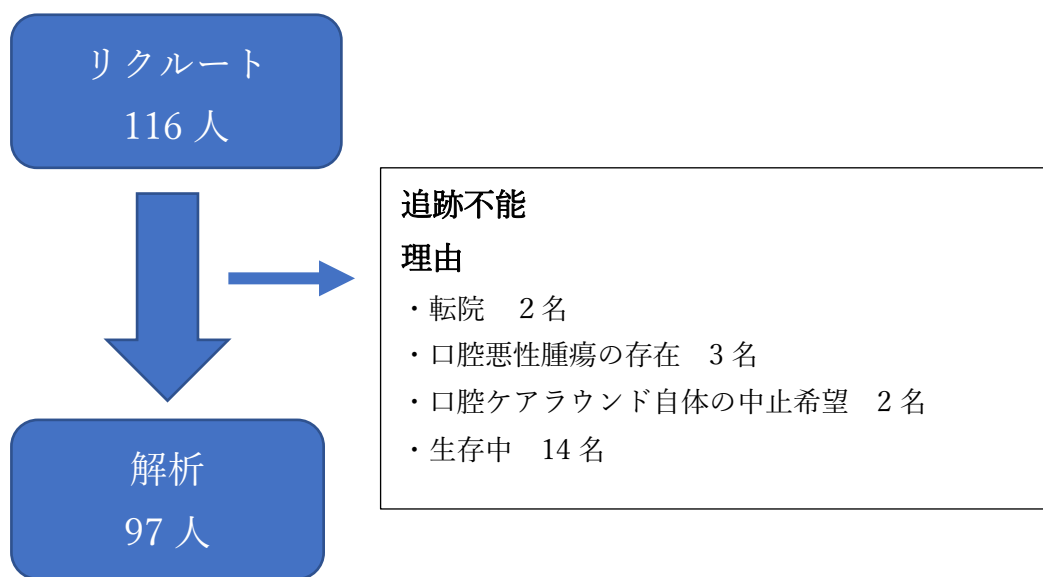 リクルート
116 人
追跡不能
理由
・転院　2 名
・口腔悪性腫瘍の存在　3 名
・口腔ケアラウンド自体の中止希望　2 名
・生存中　14 名
解析
97 人